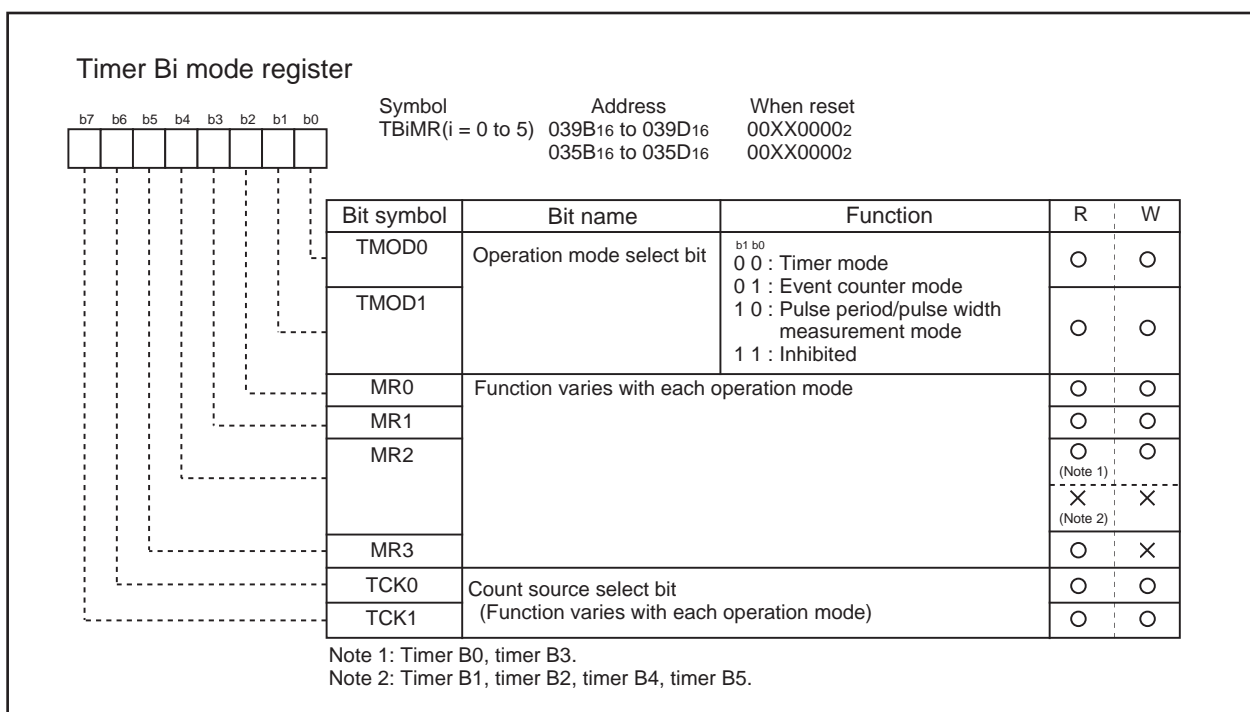 Timer Bi mode register
b7 b6 b5 b4 b3 b2 b1 b0
Symbol Address When reset
TBiMR(i = 0 to 5) 039B16 to 039D16 00XX00002
035B16 to 035D16 00XX00002
Bit symbol Bit name Function R W
TMOD0 Operation mode select bit b1 b0
0 0 : Timer mode
0 1 : Event counter mode
TMOD1 1 0 : Pulse period/pulse width
measurement mode
1 1 : Inhibited
MR0 Function varies with each operation mode
MR1
MR2
(Note 1)
(Note 2)
MR3
TCK0 Count source select bit
TCK1 (Function varies with each operation mode)
Note 1: Timer B0, timer B3.
Note 2: Timer B1, timer B2, timer B4, timer B5.